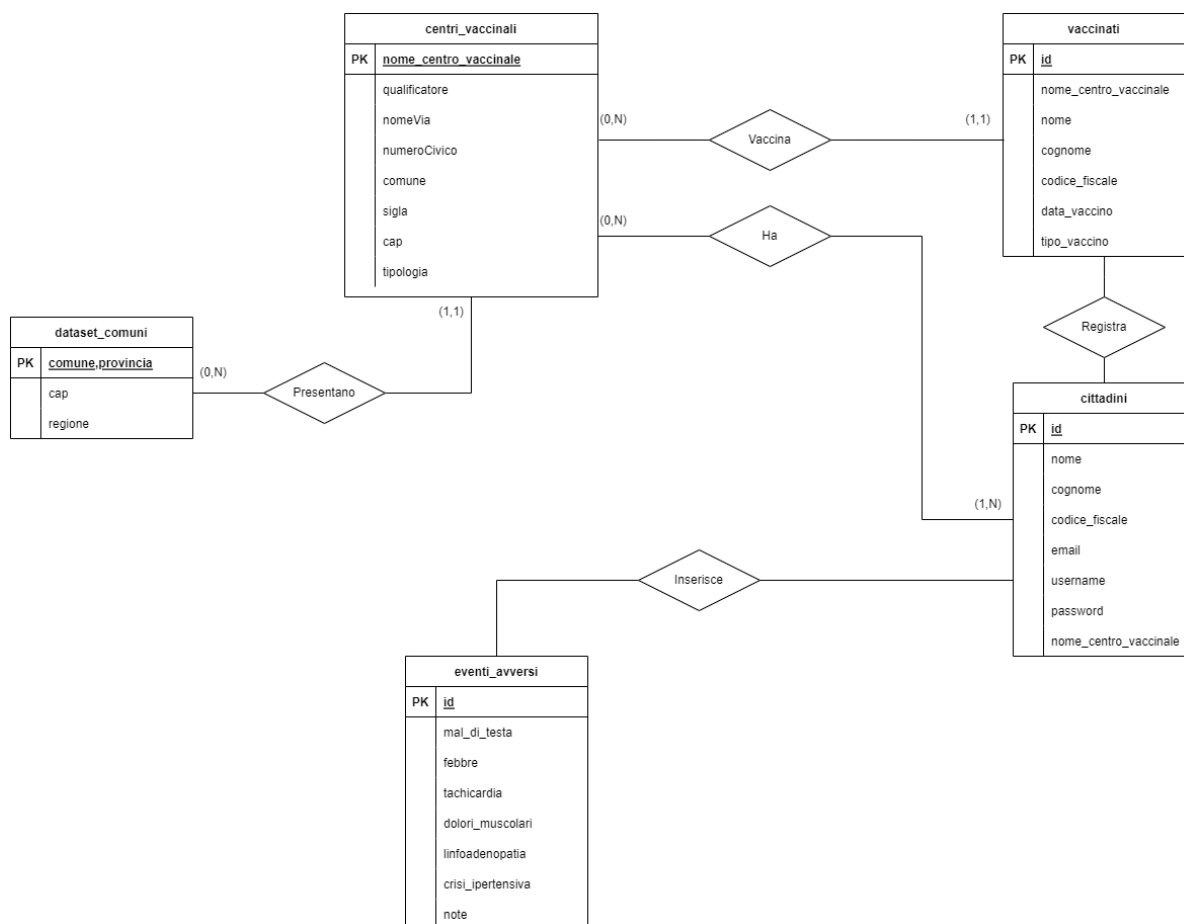 centri_vaccinali
PK nome_centro_vaccinale
qualificatore
nomeVia
numeroCivico
comune
sigla
cap
tipologia
vaccinati
PK id
nome_centro_vaccinale
nome
cognome
codice_fiscale
data_vaccino
tipo_vaccino
(0,N)
Vaccina
(1,1)
(0,N)
Ha
(1,N)
(1,1)
Registra
dataset_comuni
PK comune,provincia
cap
regione
(0,N)
Presentano
cittadini
PK id
nome
cognome
codice_fiscale
email
username
password
nome_centro_vaccinale
Inserisce
eventi_avversi
PK id
mal_di_testa
febbre
tachicardia
dolori_muscolari
linfoadenopatia
crisi_ipertensiva
note